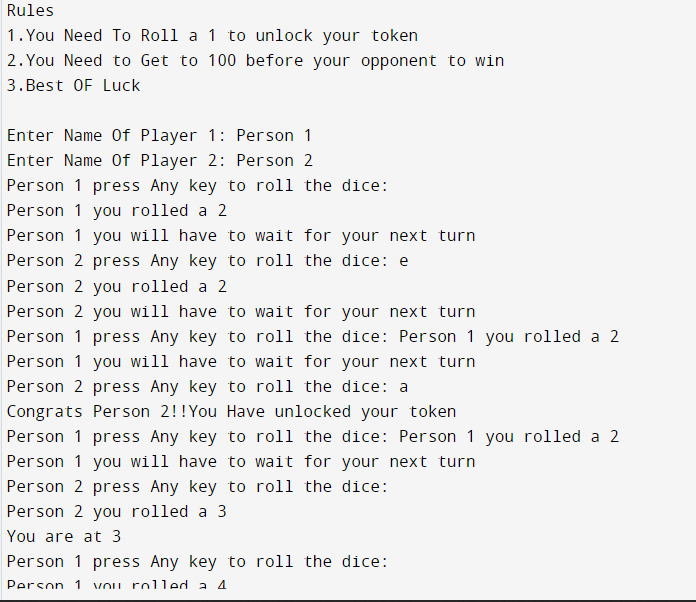 Rules
1.You Need To Roll a 1 to unlock your token
2.You Need to Get to 100 before your opponent to win
3.Best OF Luck

Enter Name Of Player 1: Person 1
Enter Name Of Player 2: Person 2
Person 1 press Any key to roll the dice:
Person 1 you rolled a 2
Person 1 you will have to wait for your next turn
Person 2 press Any key to roll the dice: e
Person 2 you rolled a 2
Person 2 you will have to wait for your next turn
Person 1 press Any key to roll the dice: Person 1 you rolled a 2
Person 1 you will have to wait for your next turn
Person 2 press Any key to roll the dice: a
Congrats Person 2!!You Have unlocked your token
Person 1 press Any key to roll the dice: Person 1 you rolled a 2
Person 1 you will have to wait for your next turn
Person 2 press Any key to roll the dice:
Person 2 you rolled a 3
You are at 3
Person 1 press Any key to roll the dice:
Person 1 you rolled a 4